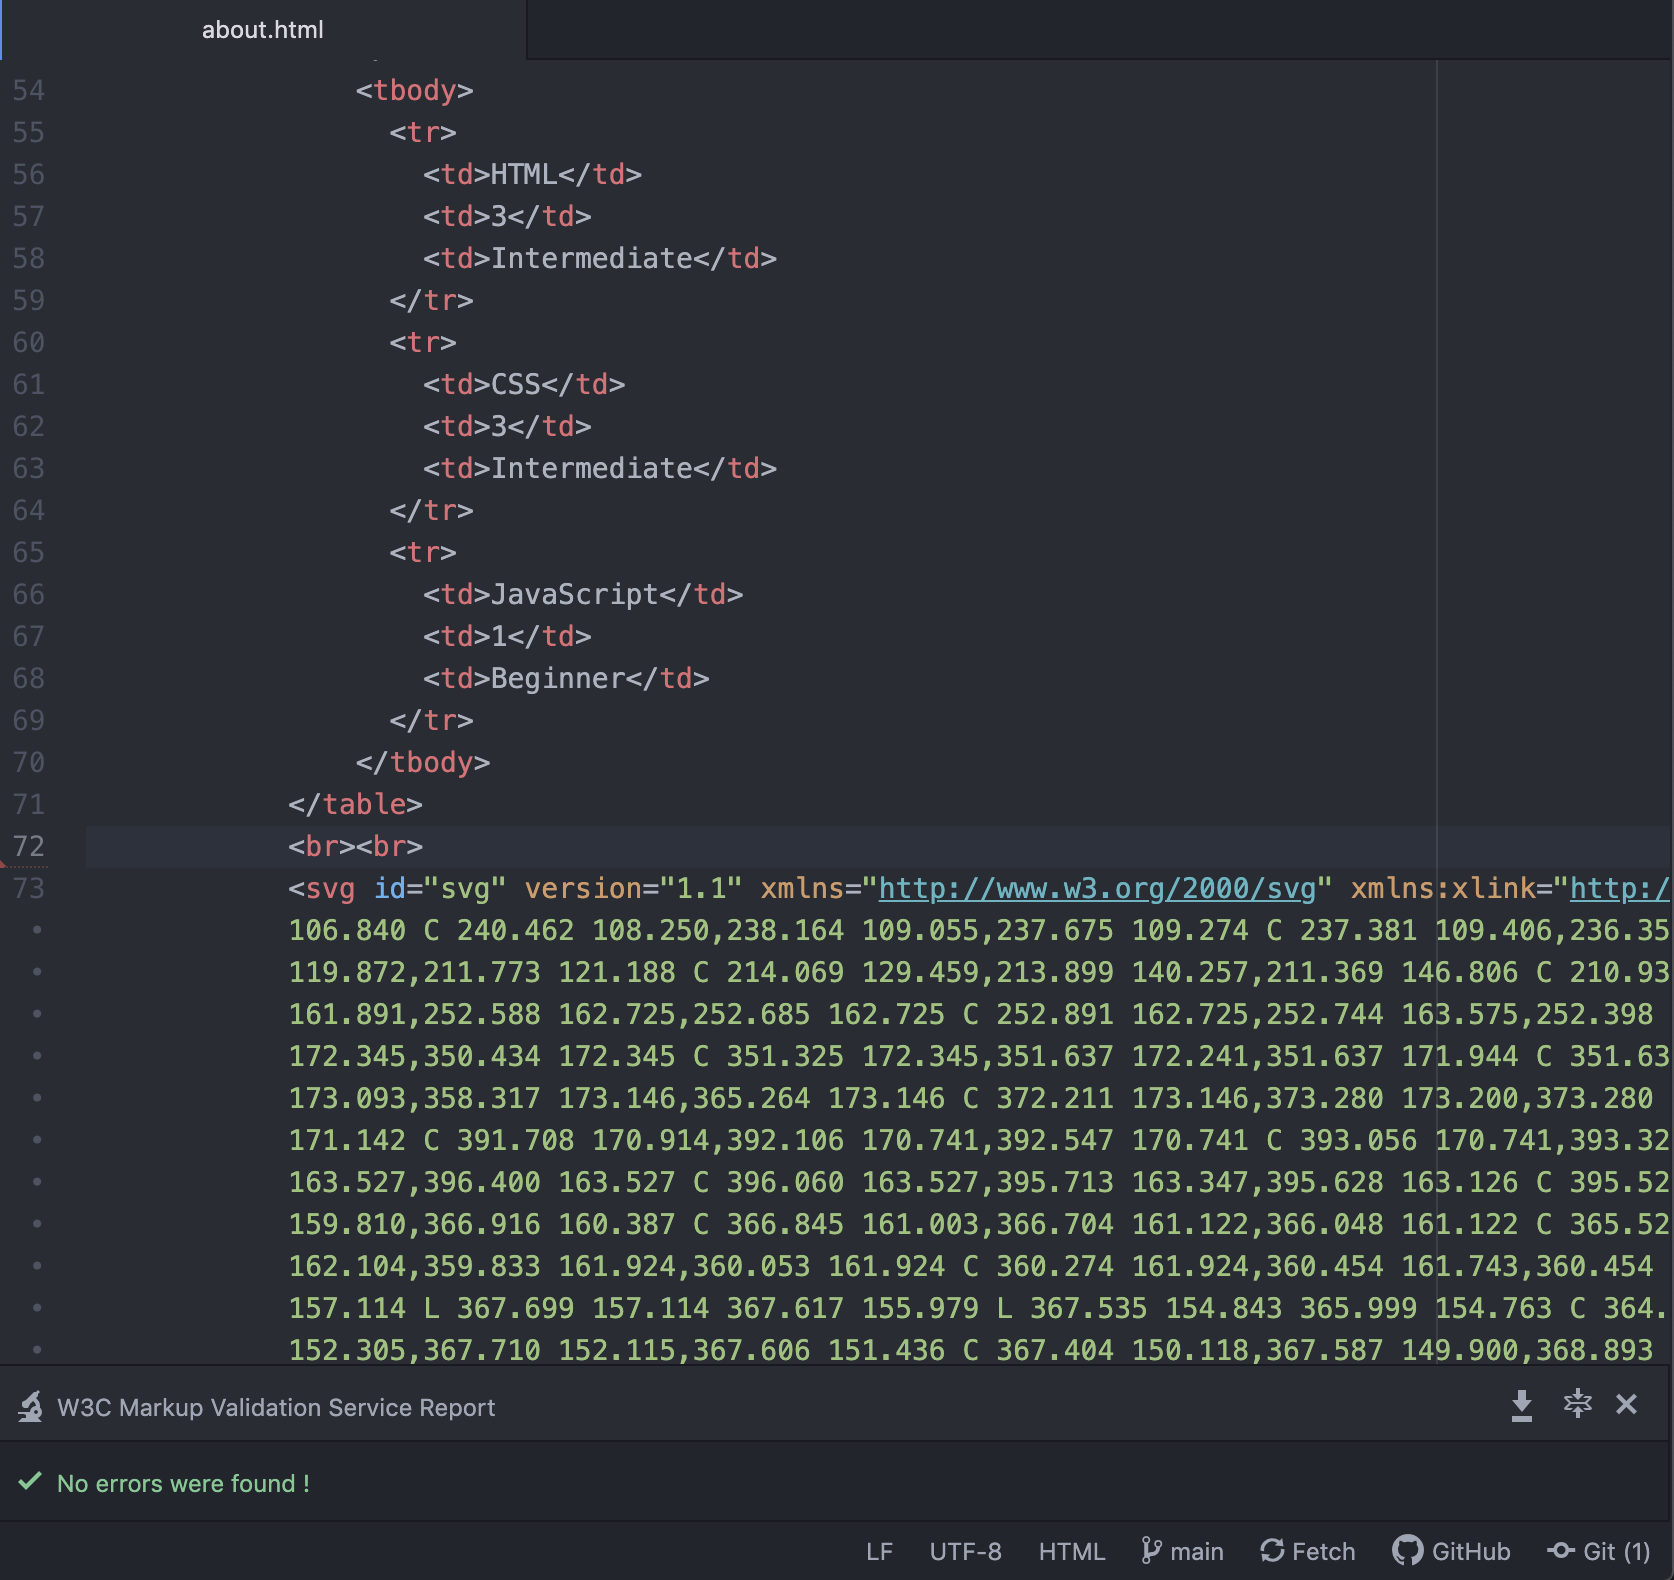 about.html
54 <tbody>
55 <tr>
56 <td>HTML</td>
57 <td>3</td>
58 <td>Intermediate</td>
59 </tr>
60 <tr>
61 <td>CSS</td>
62 <td>3</td>
63 <td>Intermediate</td>
64 </tr>
65 <tr>
66 <td>JavaScript</td>
67 <td>1</td>
68 <td>Beginner</td>
69 </tr>
70 </tbody>
71 </table>
72 <br><br>
73 <svg id="svg" version="1.1" xmlns="http://www.w3.org/2000/svg" xmlns:xlink="http:/
106.840 C 240.462 108.250,238.164 109.055,237.675 109.274 C 237.381 109.406,236.35
119.872,211.773 121.188 C 214.069 129.459,213.899 140.257,211.369 146.806 C 210.93
161.891,252.588 162.725,252.685 162.725 C 252.891 162.725,252.744 163.575,252.398
172.345,350.434 172.345 C 351.325 172.345,351.637 172.241,351.637 171.944 C 351.63
173.093,358.317 173.146,365.264 173.146 C 372.211 173.146,373.280 173.200,373.280
171.142 C 391.708 170.914,392.106 170.741,392.547 170.741 C 393.056 170.741,393.32
163.527,396.400 163.527 C 396.060 163.527,395.713 163.347,395.628 163.126 C 395.52
159.810,366.916 160.387 C 366.845 161.003,366.704 161.122,366.048 161.122 C 365.52
162.104,359.833 161.924,360.053 161.924 C 360.274 161.924,360.454 161.743,360.454
157.114 L 367.699 157.114 367.617 155.979 L 367.535 154.843 365.999 154.763 C 364.
152.305,367.710 152.115,367.606 151.436 C 367.404 150.118,367.587 149.900,368.893
W3C Markup Validation Service Report
No errors were found !
LF UTF-8 HTML main Fetch GitHub Git (1)